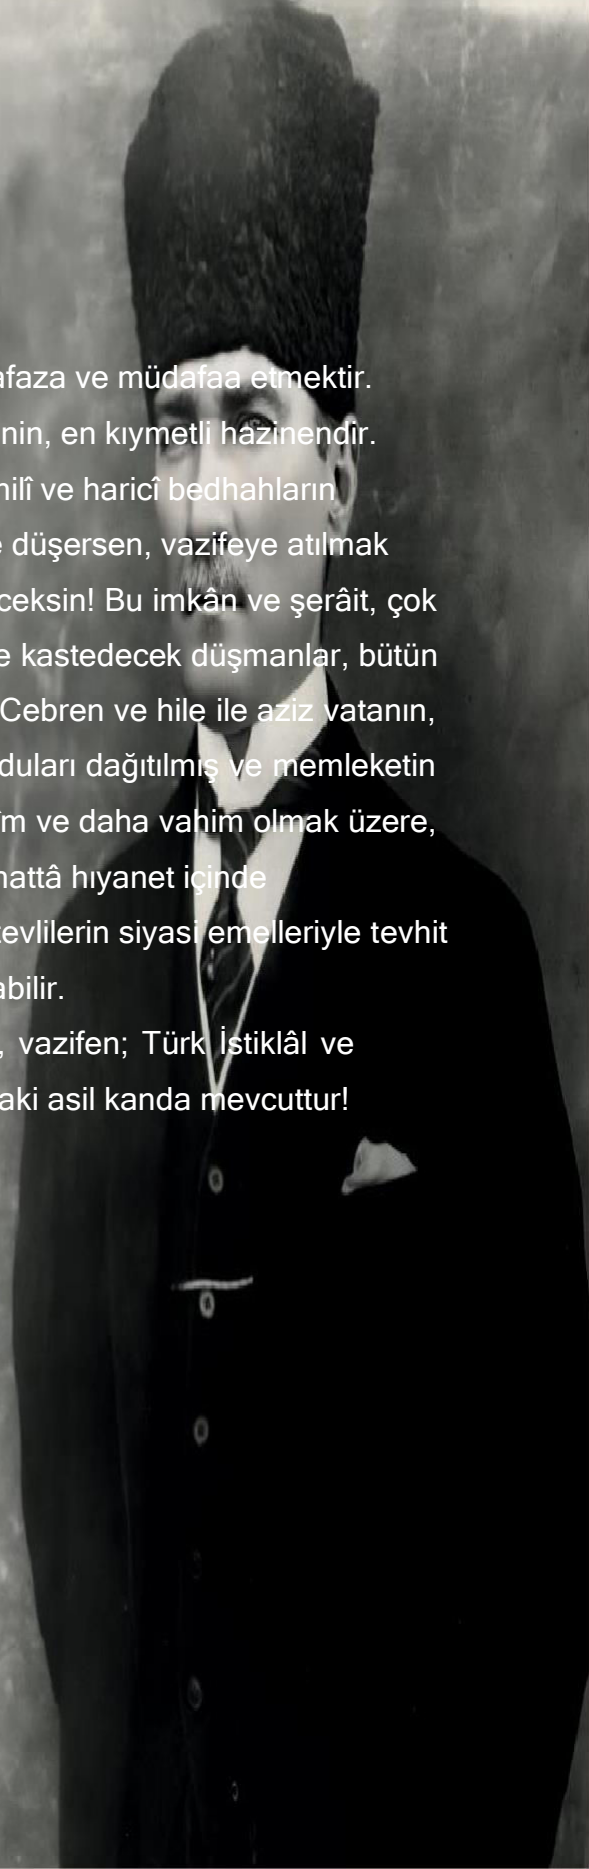 afaza ve müdafaa etmektir.
nin, en kıymetli hazinendir.
hilî ve haricî bedhahların
e düşersen, vazifeye atılmak
ceksin! Bu imkân ve şerâit, çok
e kastedecek düşmanlar, bütün
Cebren ve hile ile aziz vatanın,
duları dağıtılmış ve memleketin
îm ve daha vahim olmak üzere,
hattâ hıyanet içinde
tevlilerin siyasi emelleriyle tevhit
abilir.
, vazifen; Türk İstiklâl ve
aki asil kanda mevcuttur!